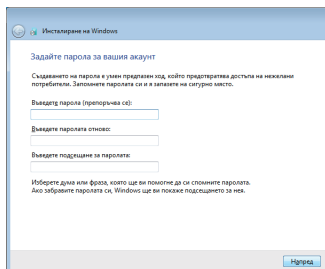 Инсталиране на Windows
Задайте парола за вашия акаунт
Създаването на парола е умен предпазен ход, който предотвратява достъпа на нежелани
потребители. Запомнете паролата си и я запазете на сигурно място.
Въведете парола (препоръчва се):
Въведете паролата отново:
Въведете подсещане за паролата:
Изберете дума или фраза, която ще ви помогне да си спомните паролата.
Ако забравите паролата си, Windows ще ви покаже подсещането за нея.
Напред